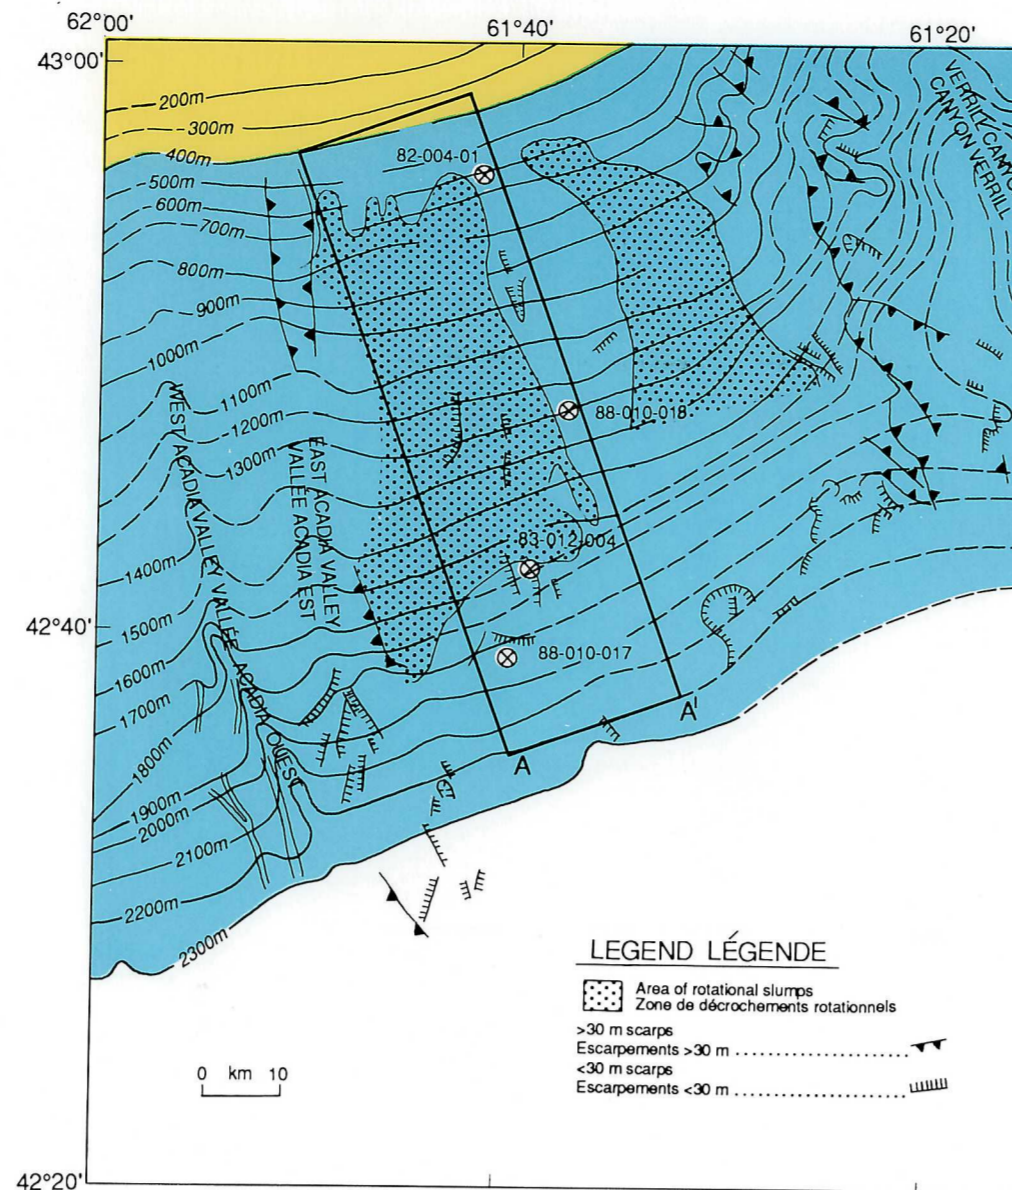 62°00'
61°40'
61°20'
43°00'
200m
300m
400m
500m
600m
700m
800m
900m
1000m
1100m
1200m
1300m
1400m
1500m
1600m
1700m
1800m
1900m
2000m
2100m
2200m
2300m
82-004-01
88-010-018
83-012-004
88-010-017
VERRILL CANYO
CANYON VERRILL
WEST ACADIA VALLEY VALLÉE ACADIA OUEST
EAST ACADIA VALLEY
VALLÉE ACADIA EST
A
A'
42°40'
LEGEND LÉGENDE
Area of rotational slumps
Zone de décrochements rotationnels
>30 m scarps
Escarpements >30 m
<30 m scarps
Escarpements <30 m
0 km 10
42°20'